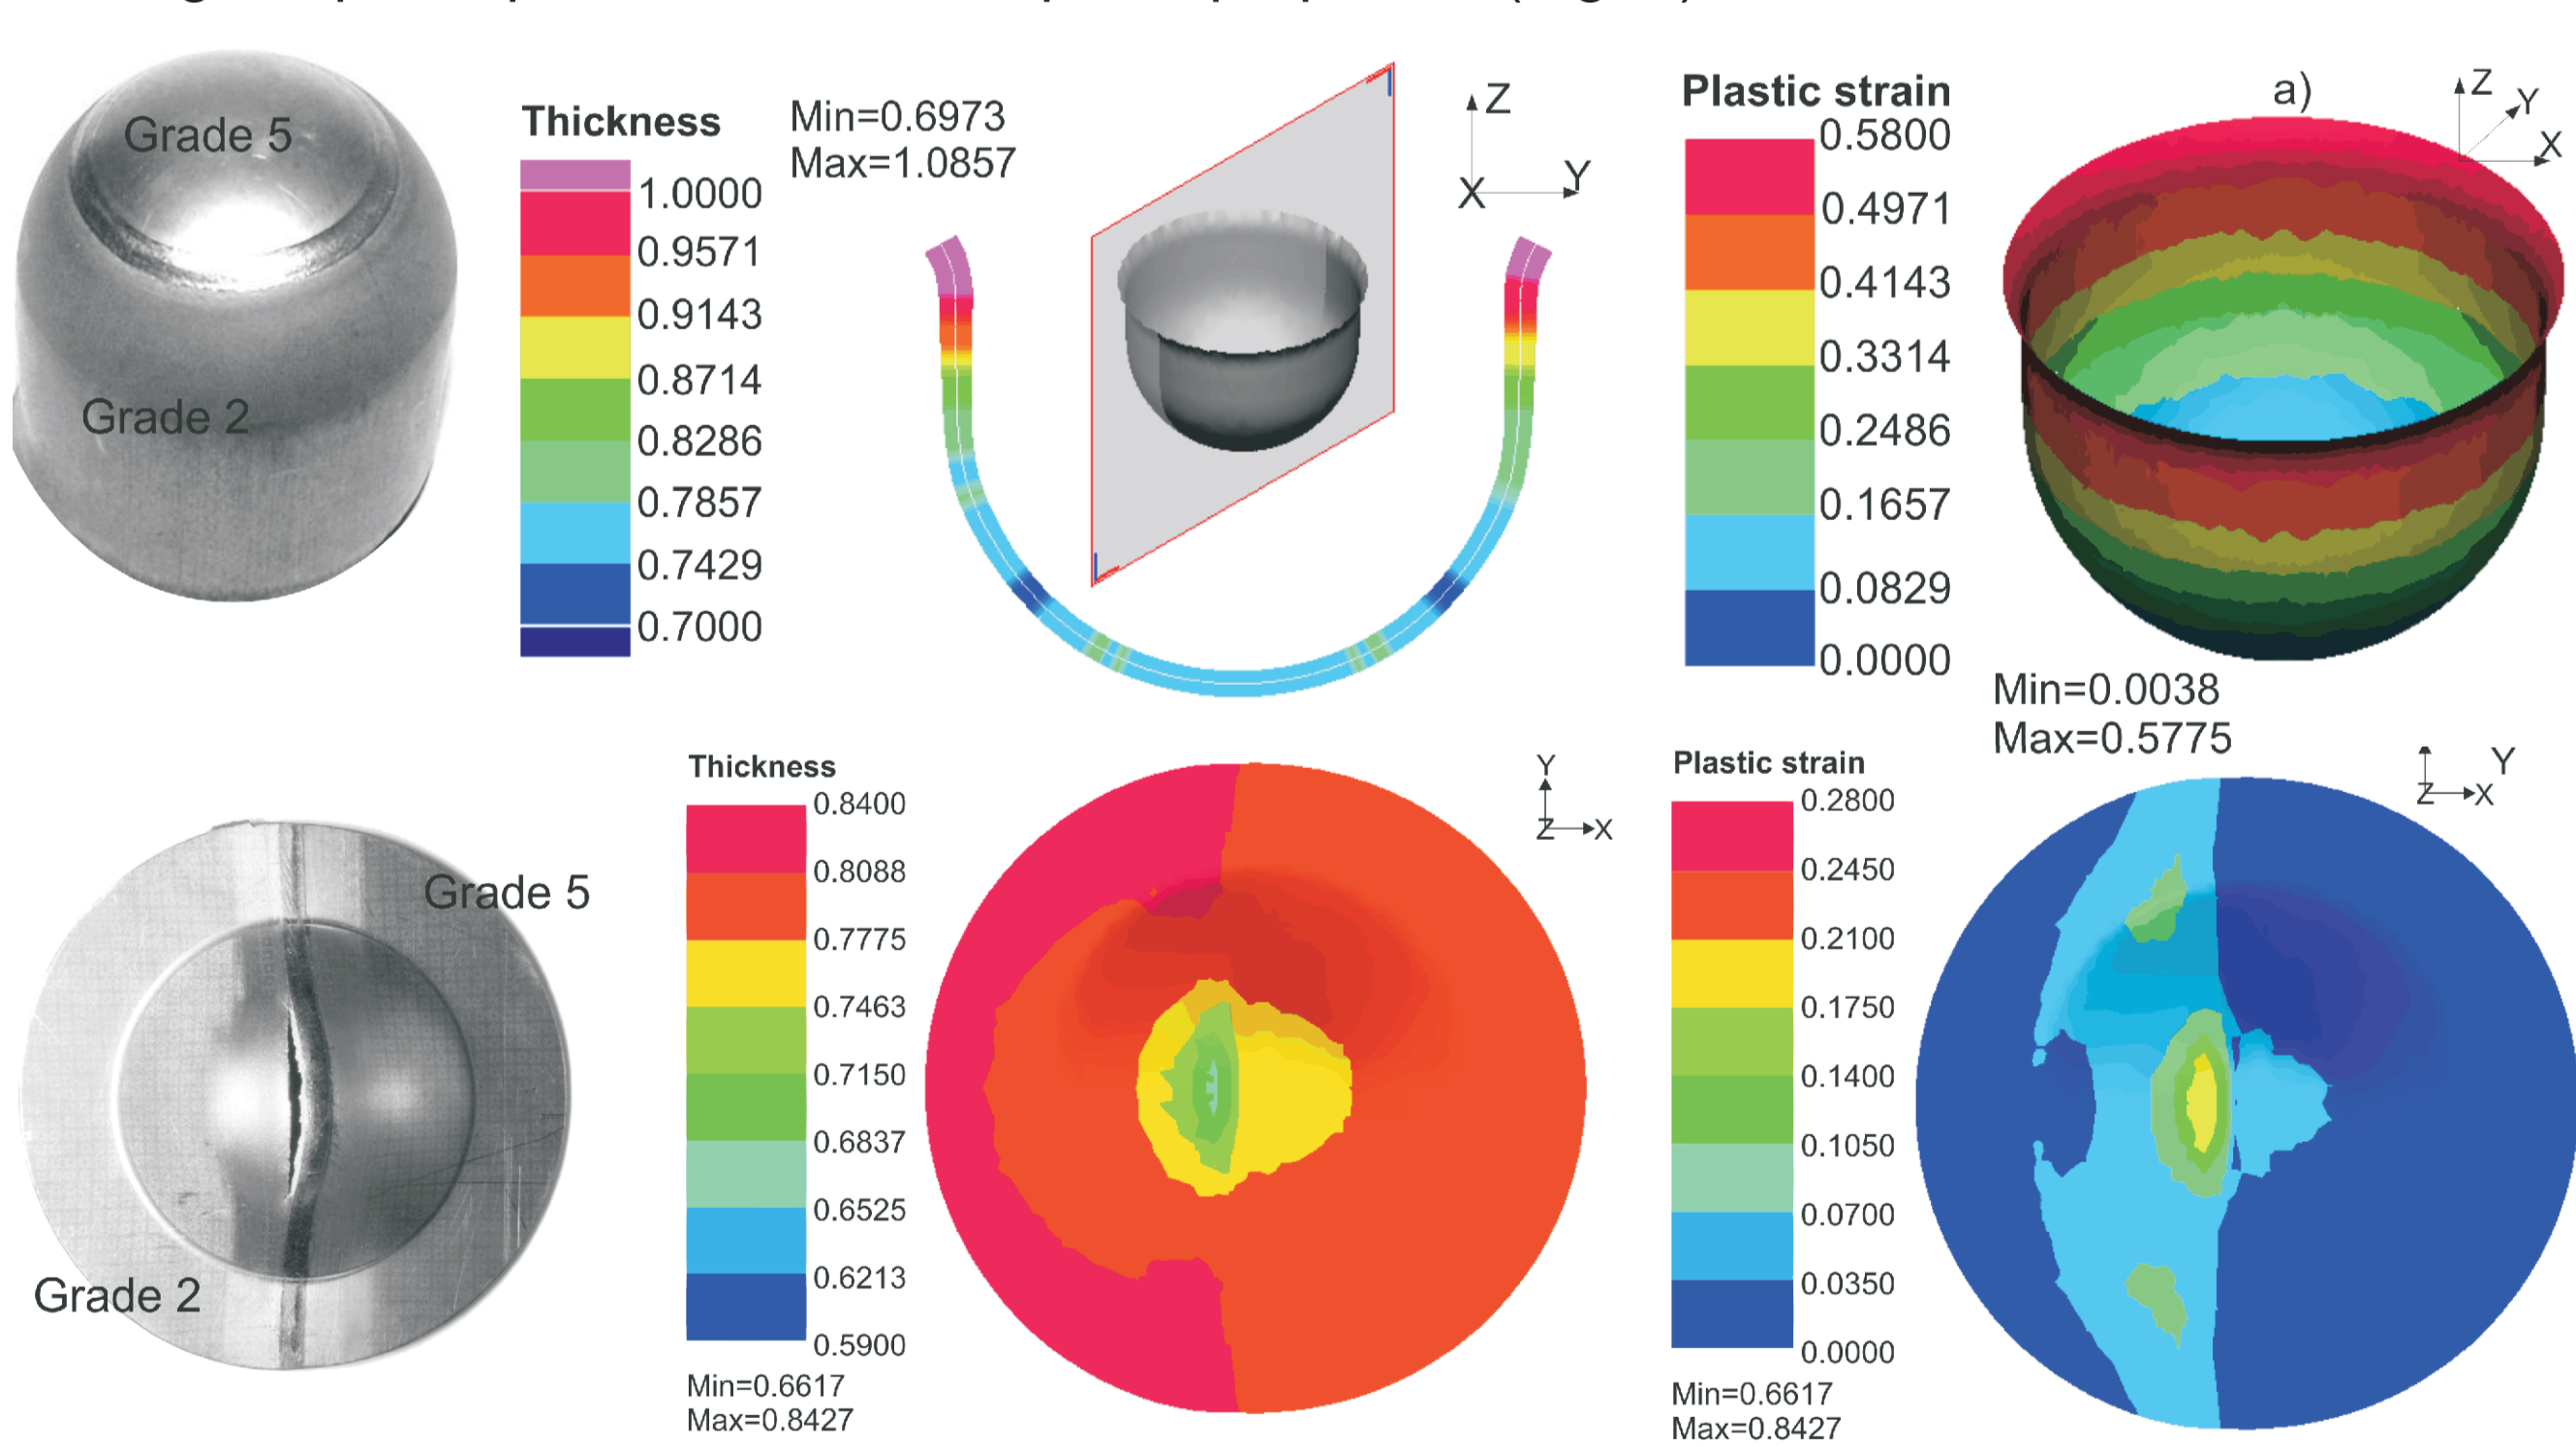 Grade 5
Grade 2
Thickness
1.0000
0.9571
0.9143
0.8714
0.8286
0.7857
0.7429
0.7000
Min=0.6973
Max=1.0857
Z
Y
X
Plastic strain
0.5800
0.4971
0.4143
0.3314
0.2486
0.1657
0.0829
0.0000
a)
Z
Y
X
Min=0.0038
Max=0.5775
Grade 5
Grade 2
Thickness
0.8400
0.8088
0.7775
0.7463
0.7150
0.6837
0.6525
0.6213
0.5900
Min=0.6617
Max=0.8427
Y
Z
X
Plastic strain
0.2800
0.2450
0.2100
0.1750
0.1400
0.1050
0.0700
0.0350
0.0000
Min=0.6617
Max=0.8427
Y
Z
X